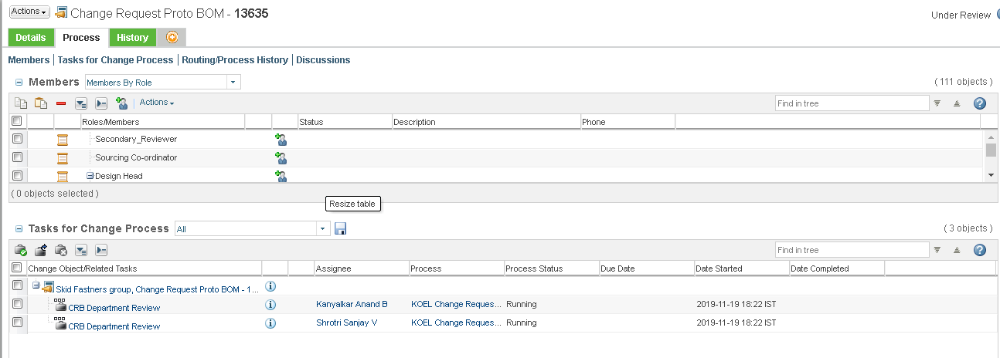 Actions Change Request Proto BOM - 13635
Under Review
Details Process History
Members Tasks for Change Process Routing/Process History Discussions
Members Members By Role ( 111 objects )
Actions Find in tree
Roles/Members Status Description Phone
Secondary_Reviewer
Sourcing Co-ordinator
Design Head
( 0 objects selected )
Resize table
Tasks for Change Process All ( 3 objects )
Find in tree
Change Object/Related Tasks Assignee Process Process Status Due Date Date Started Date Completed
Skid Fastners group, Change Request Proto BOM - 1...
CRB Department Review Kanyalkar Anand B KOEL Change Reques... Running 2019-11-19 18:22 IST
CRB Department Review Shrotri Sanjay V KOEL Change Reques... Running 2019-11-19 18:22 IST